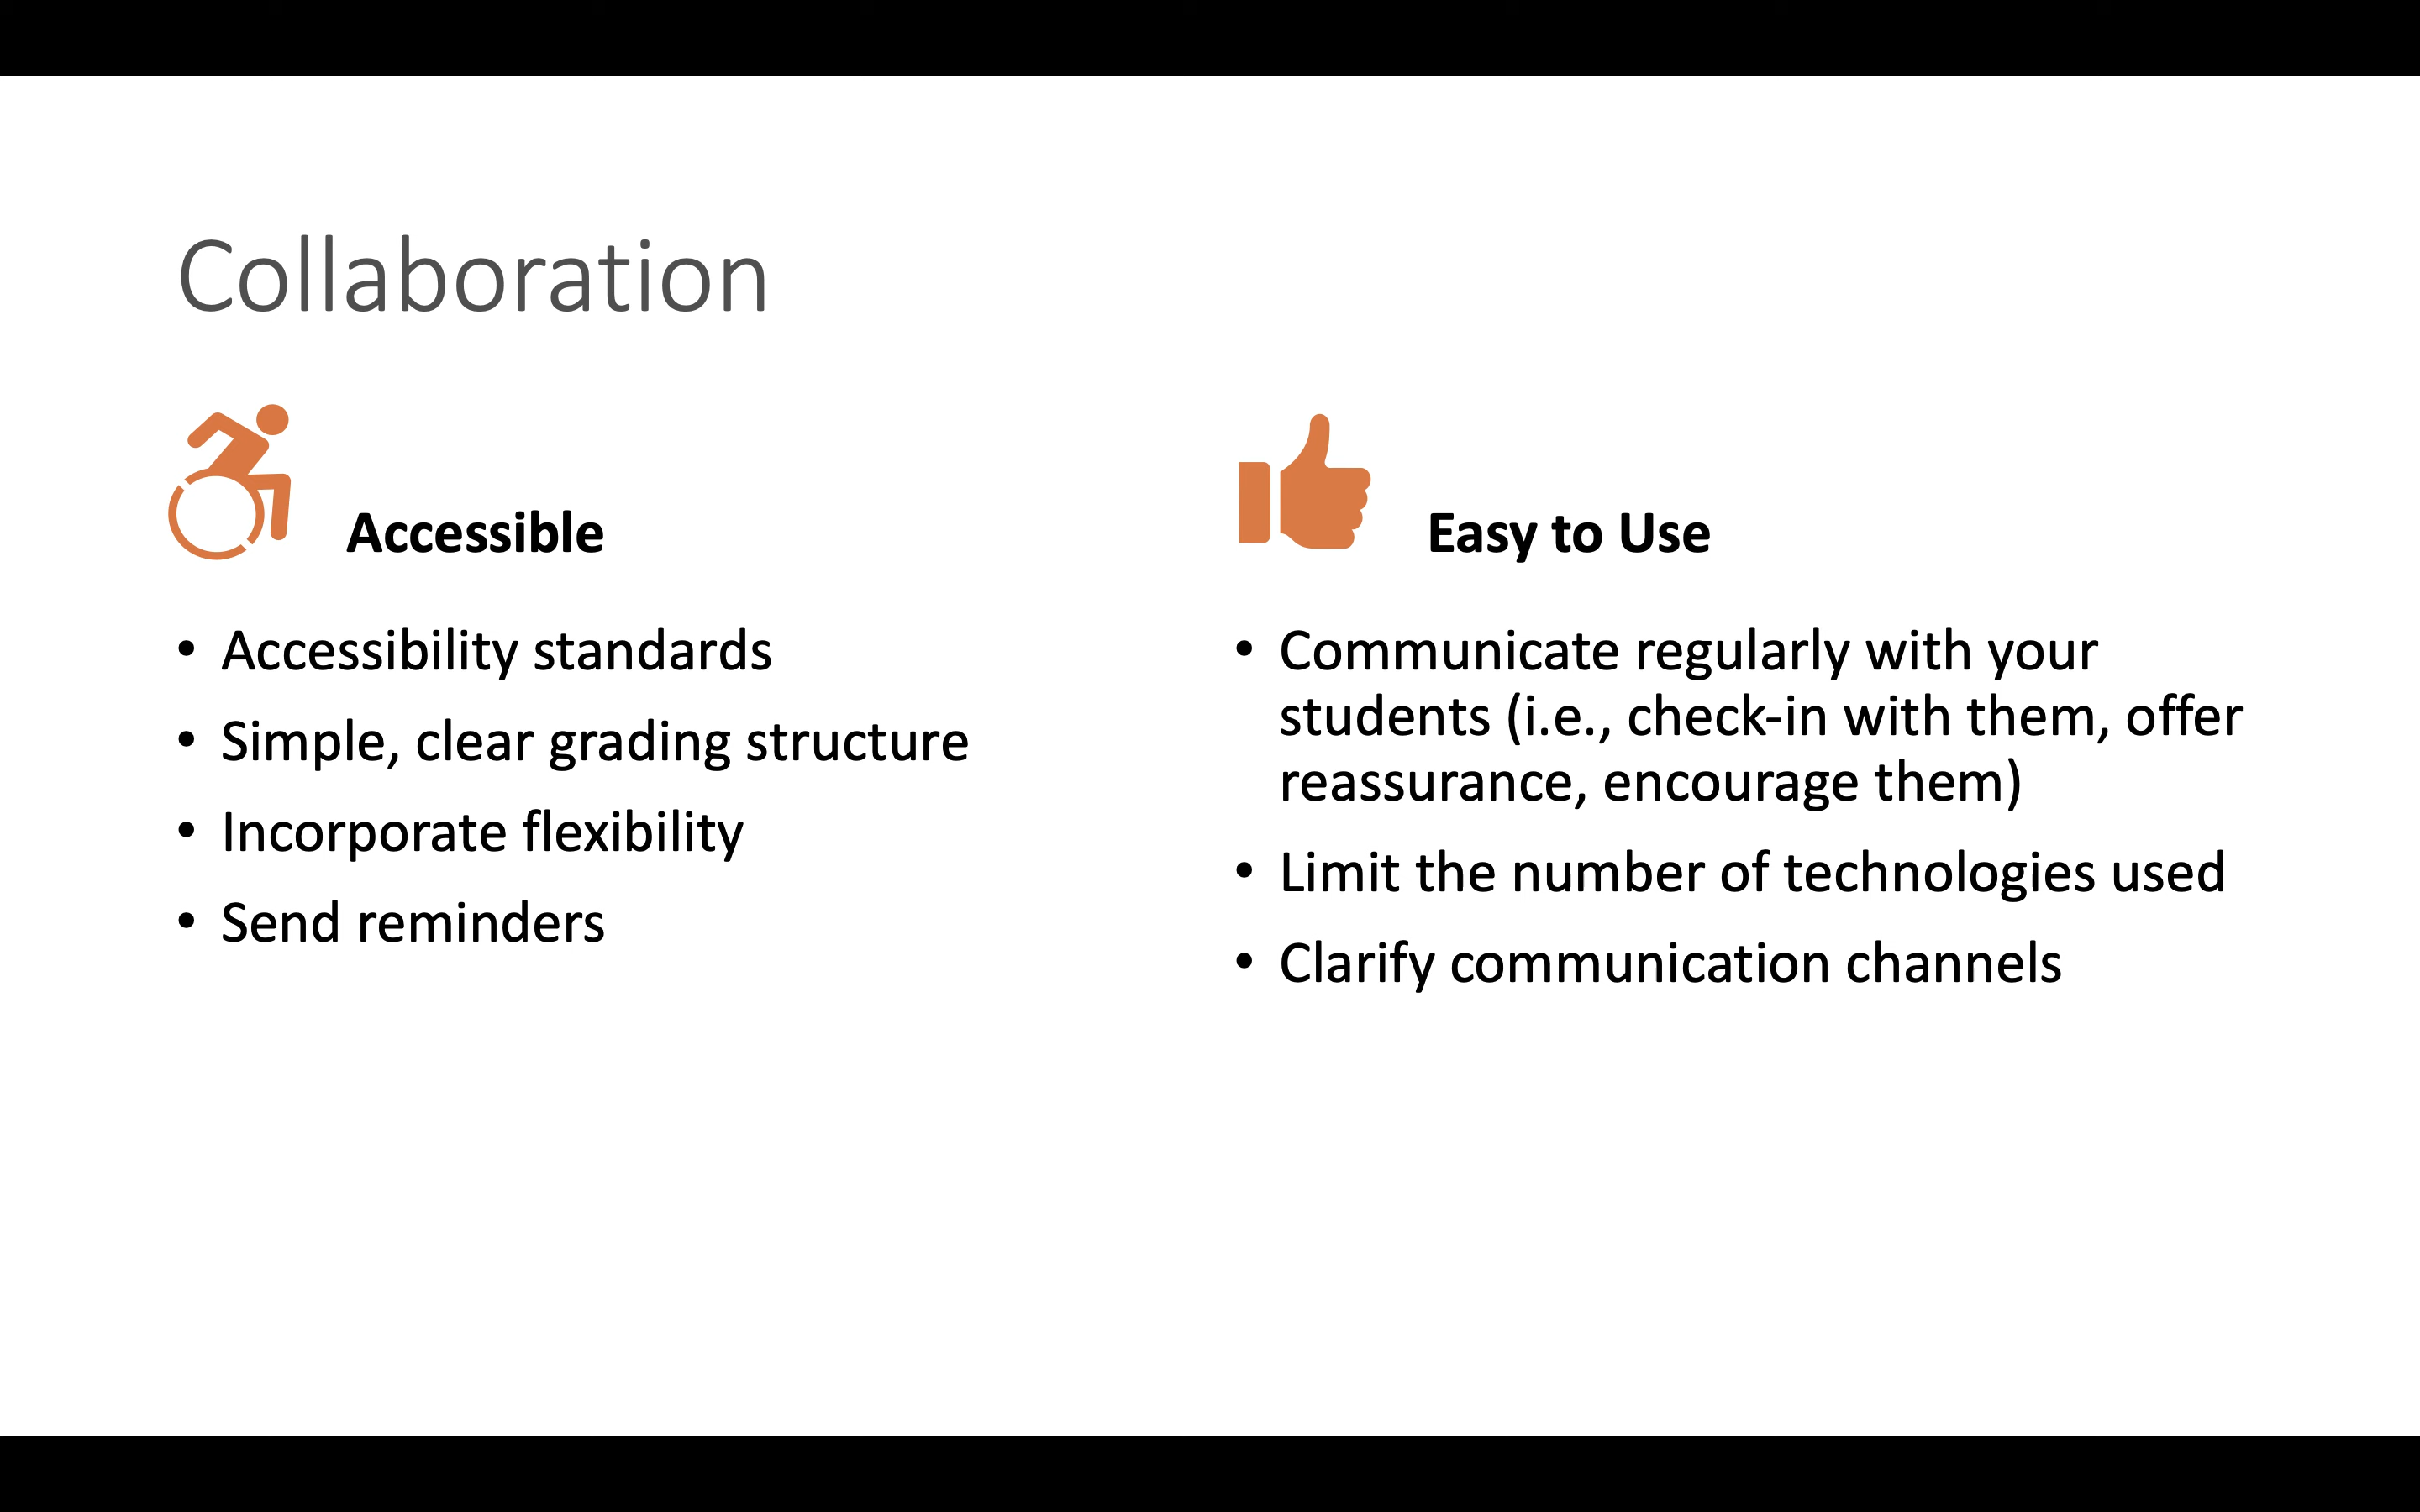 Collaboration
Accessible
• Accessibility standards
• Simple, clear grading structure
• Incorporate flexibility
• Send reminders
Easy to Use
• Communicate regularly with your
students (i.e., check-in with them, offer
reassurance, encourage them)
• Limit the number of technologies used
• Clarify communication channels